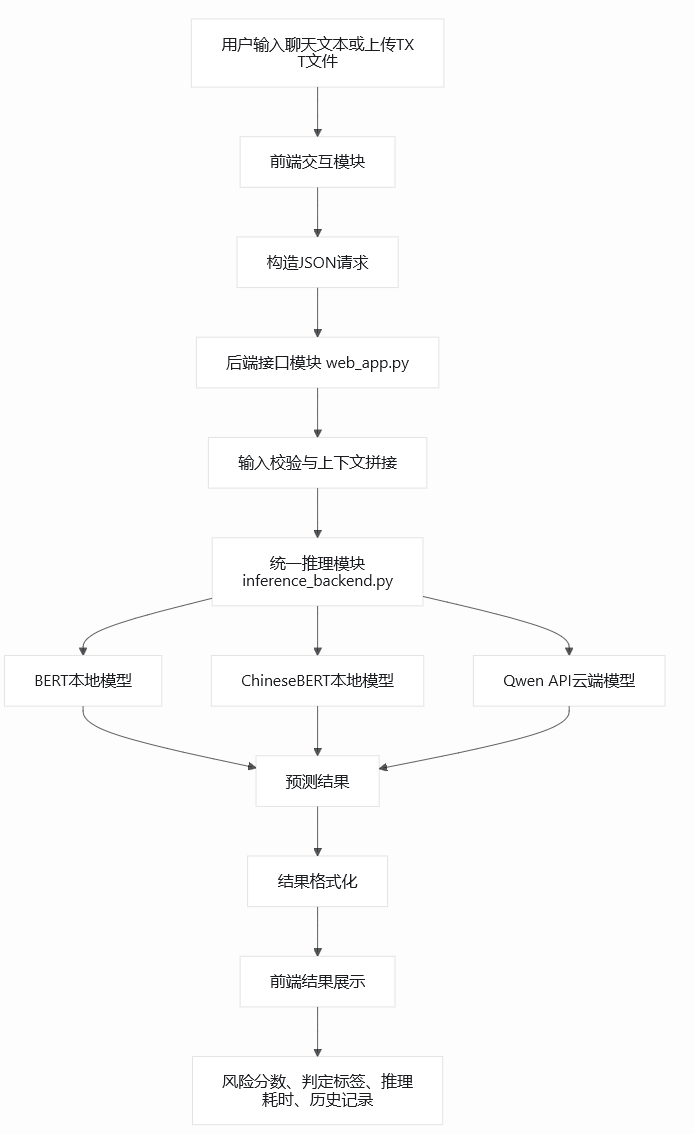 用户输入聊天文本或上传TX
T文件
前端交互模块
构造JSON请求
后端接口模块 web_app.py
输入校验与上下文拼接
统一推理模块
inference_backend.py
BERT本地模型
ChineseBERT本地模型
Qwen API云端模型
预测结果
结果格式化
前端结果展示
风险分数、判定标签、推理
耗时、历史记录